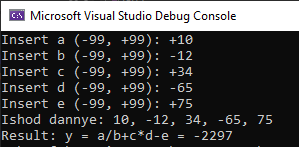 Microsoft Visual Studio Debug Console
Insert a (-99, +99): +10
Insert b (-99, +99): -12
Insert c (-99, +99): +34
Insert d (-99, +99): -65
Insert e (-99, +99): +75
Ishod dannye: 10, -12, 34, -65, 75
Result: y = a/b+c*d-e = -2297